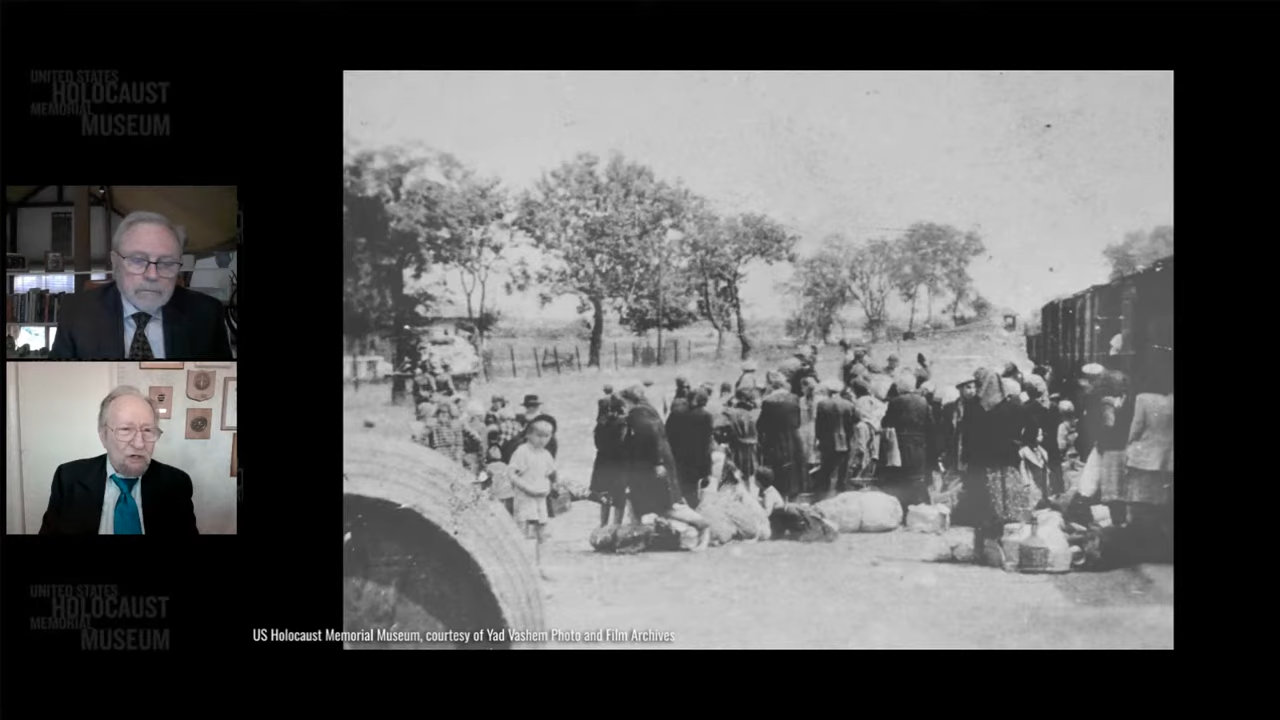 UNITED STATES
HOLOCAUST
MEMORIAL
MUSEUM
US Holocaust Memorial Museum, courtesy of Yad Vashem Photo and Film Archives
UNITED STATES
HOLOCAUST
MEMORIAL
MUSEUM